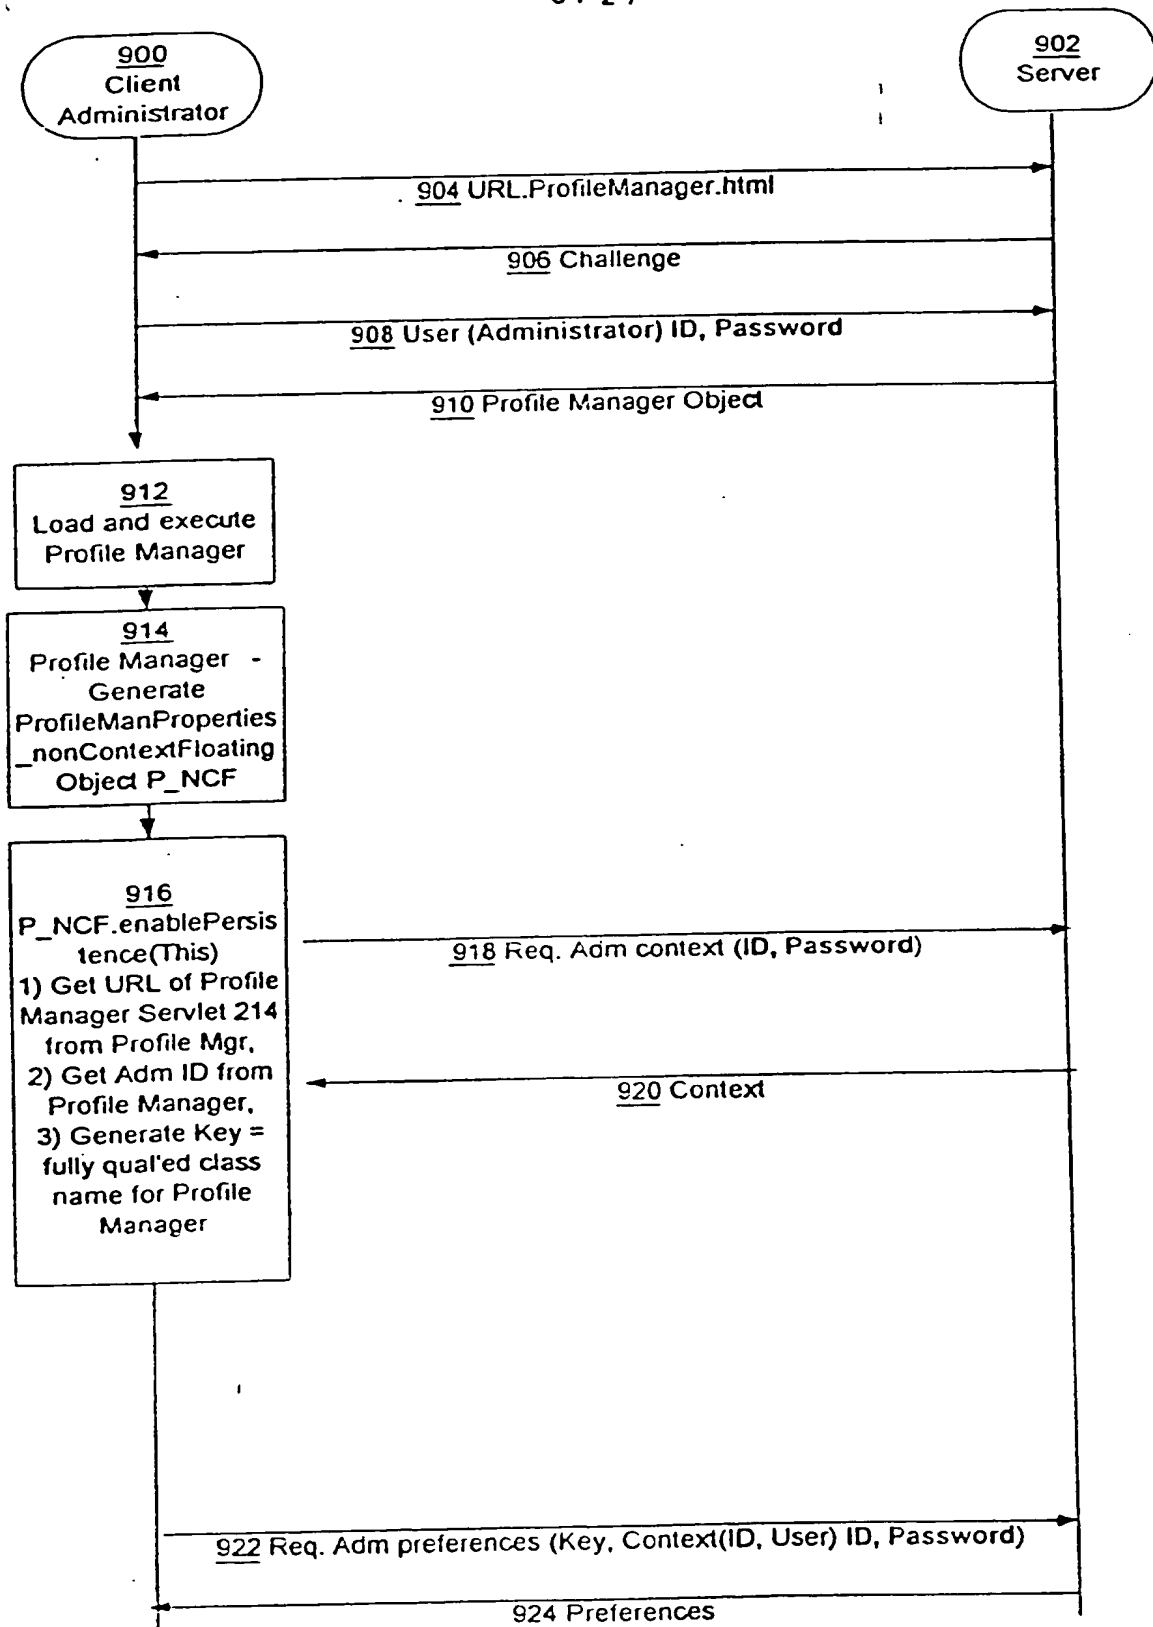 900
Client
Administrator
902
Server
904 URL.ProfileManager.html
906 Challenge
908 User (Administrator) ID, Password
910 Profile Manager Object
912
Load and execute
Profile Manager
914
Profile Manager -
Generate
ProfileManProperties
_nonContextFloating
Object P_NCF
916
P_NCF.enablePersis
tence(This)
1) Get URL of Profile
Manager Servlet 214
from Profile Mgr,
2) Get Adm ID from
Profile Manager,
3) Generate Key =
fully qual'ed class
name for Profile
Manager
918 Req. Adm context (ID, Password)
920 Context
922 Req. Adm preferences (Key, Context(ID, User) ID, Password)
924 Preferences